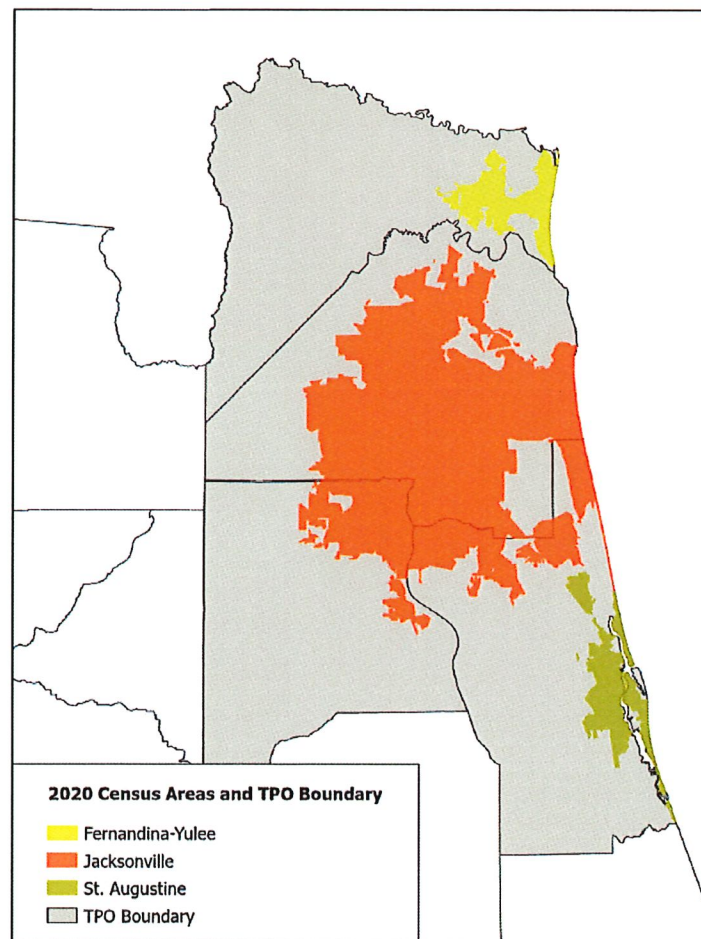 2020 Census Areas and TPO Boundary
Fernandina-Yulee
Jacksonville
St. Augustine
TPO Boundary